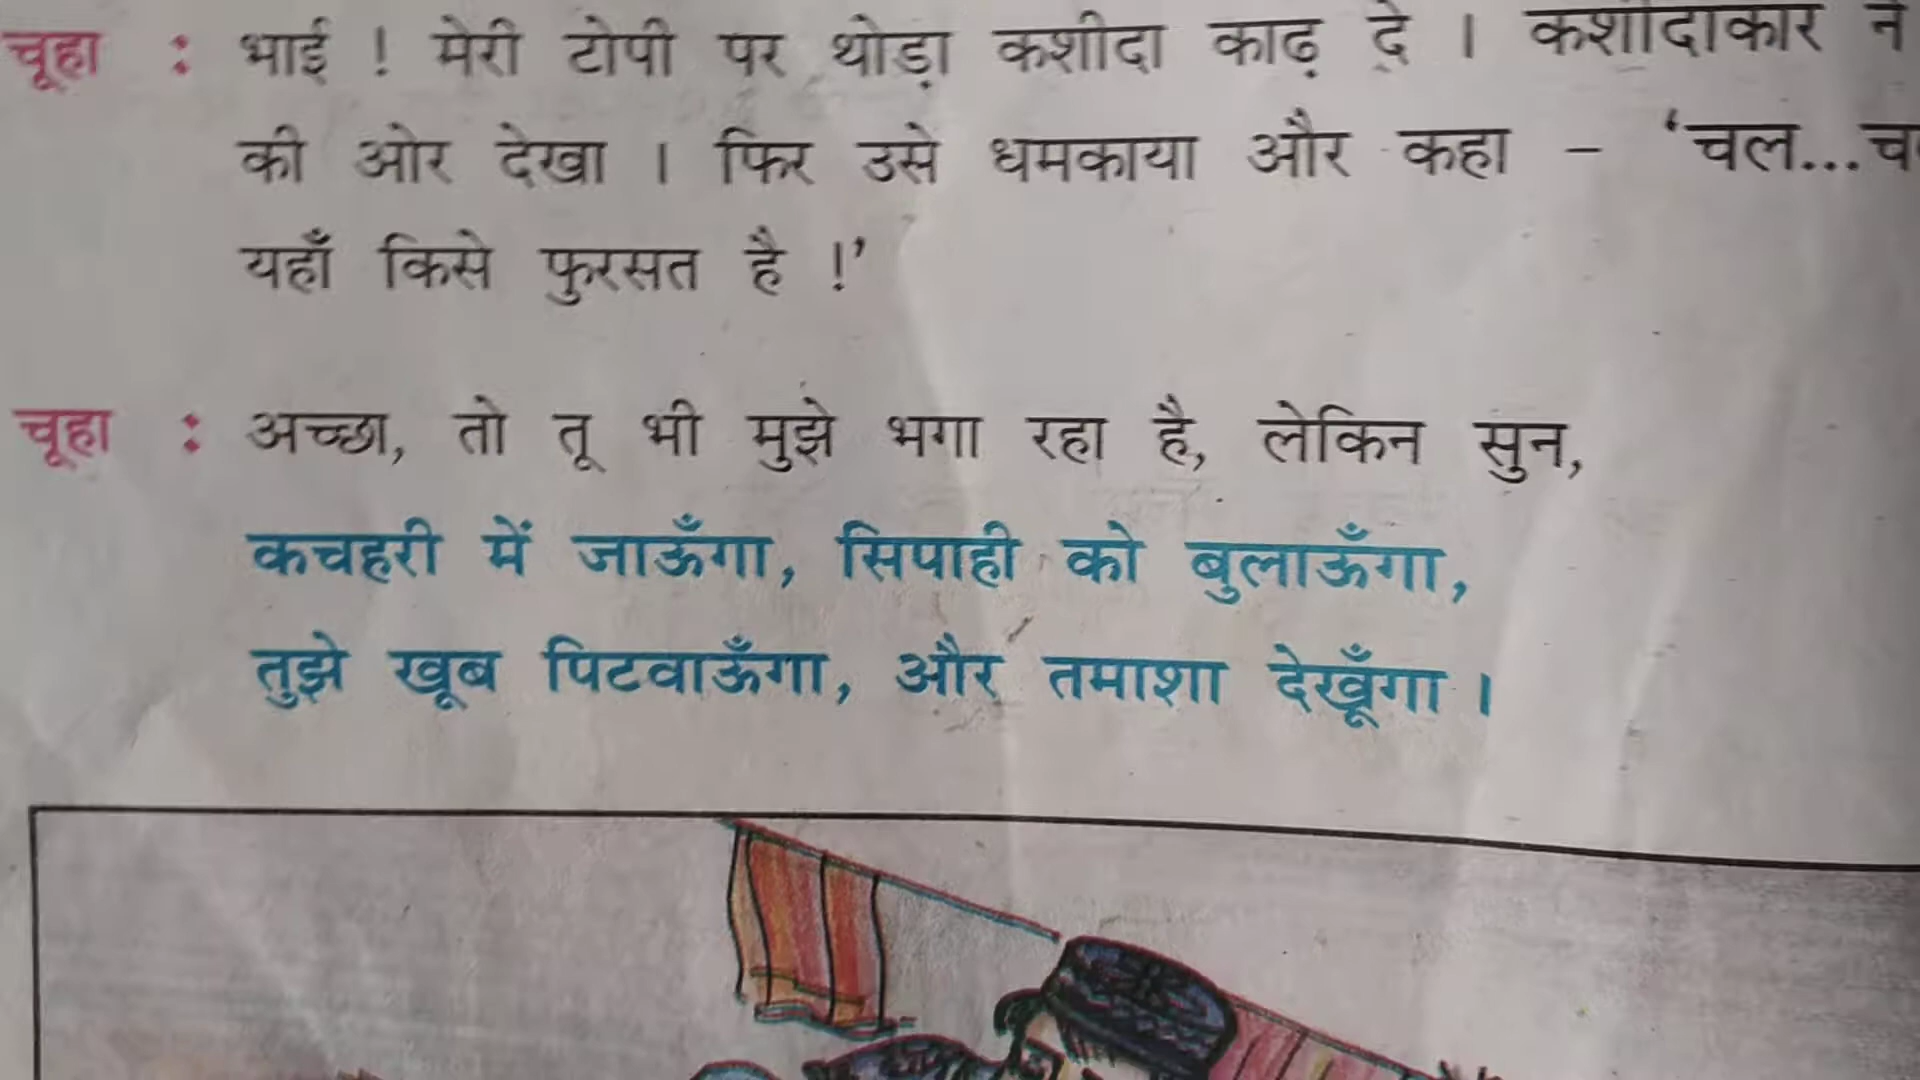 चूहा : भाई ! मेरी टोपी पर थोड़ा कशीदा काढ़ दे । कशीदाकार ने
की ओर देखा । फिर उसे धमकाया और कहा – ‘चल...
यहाँ किसे फुरसत है !’
चूहा : अच्छा, तो तू भी मुझे भगा रहा है, लेकिन सुन,
कचहरी में जाऊँगा, सिपाही को बुलाऊँगा,
तुझे खूब पिटवाऊँगा, और तमाशा देखूँगा ।